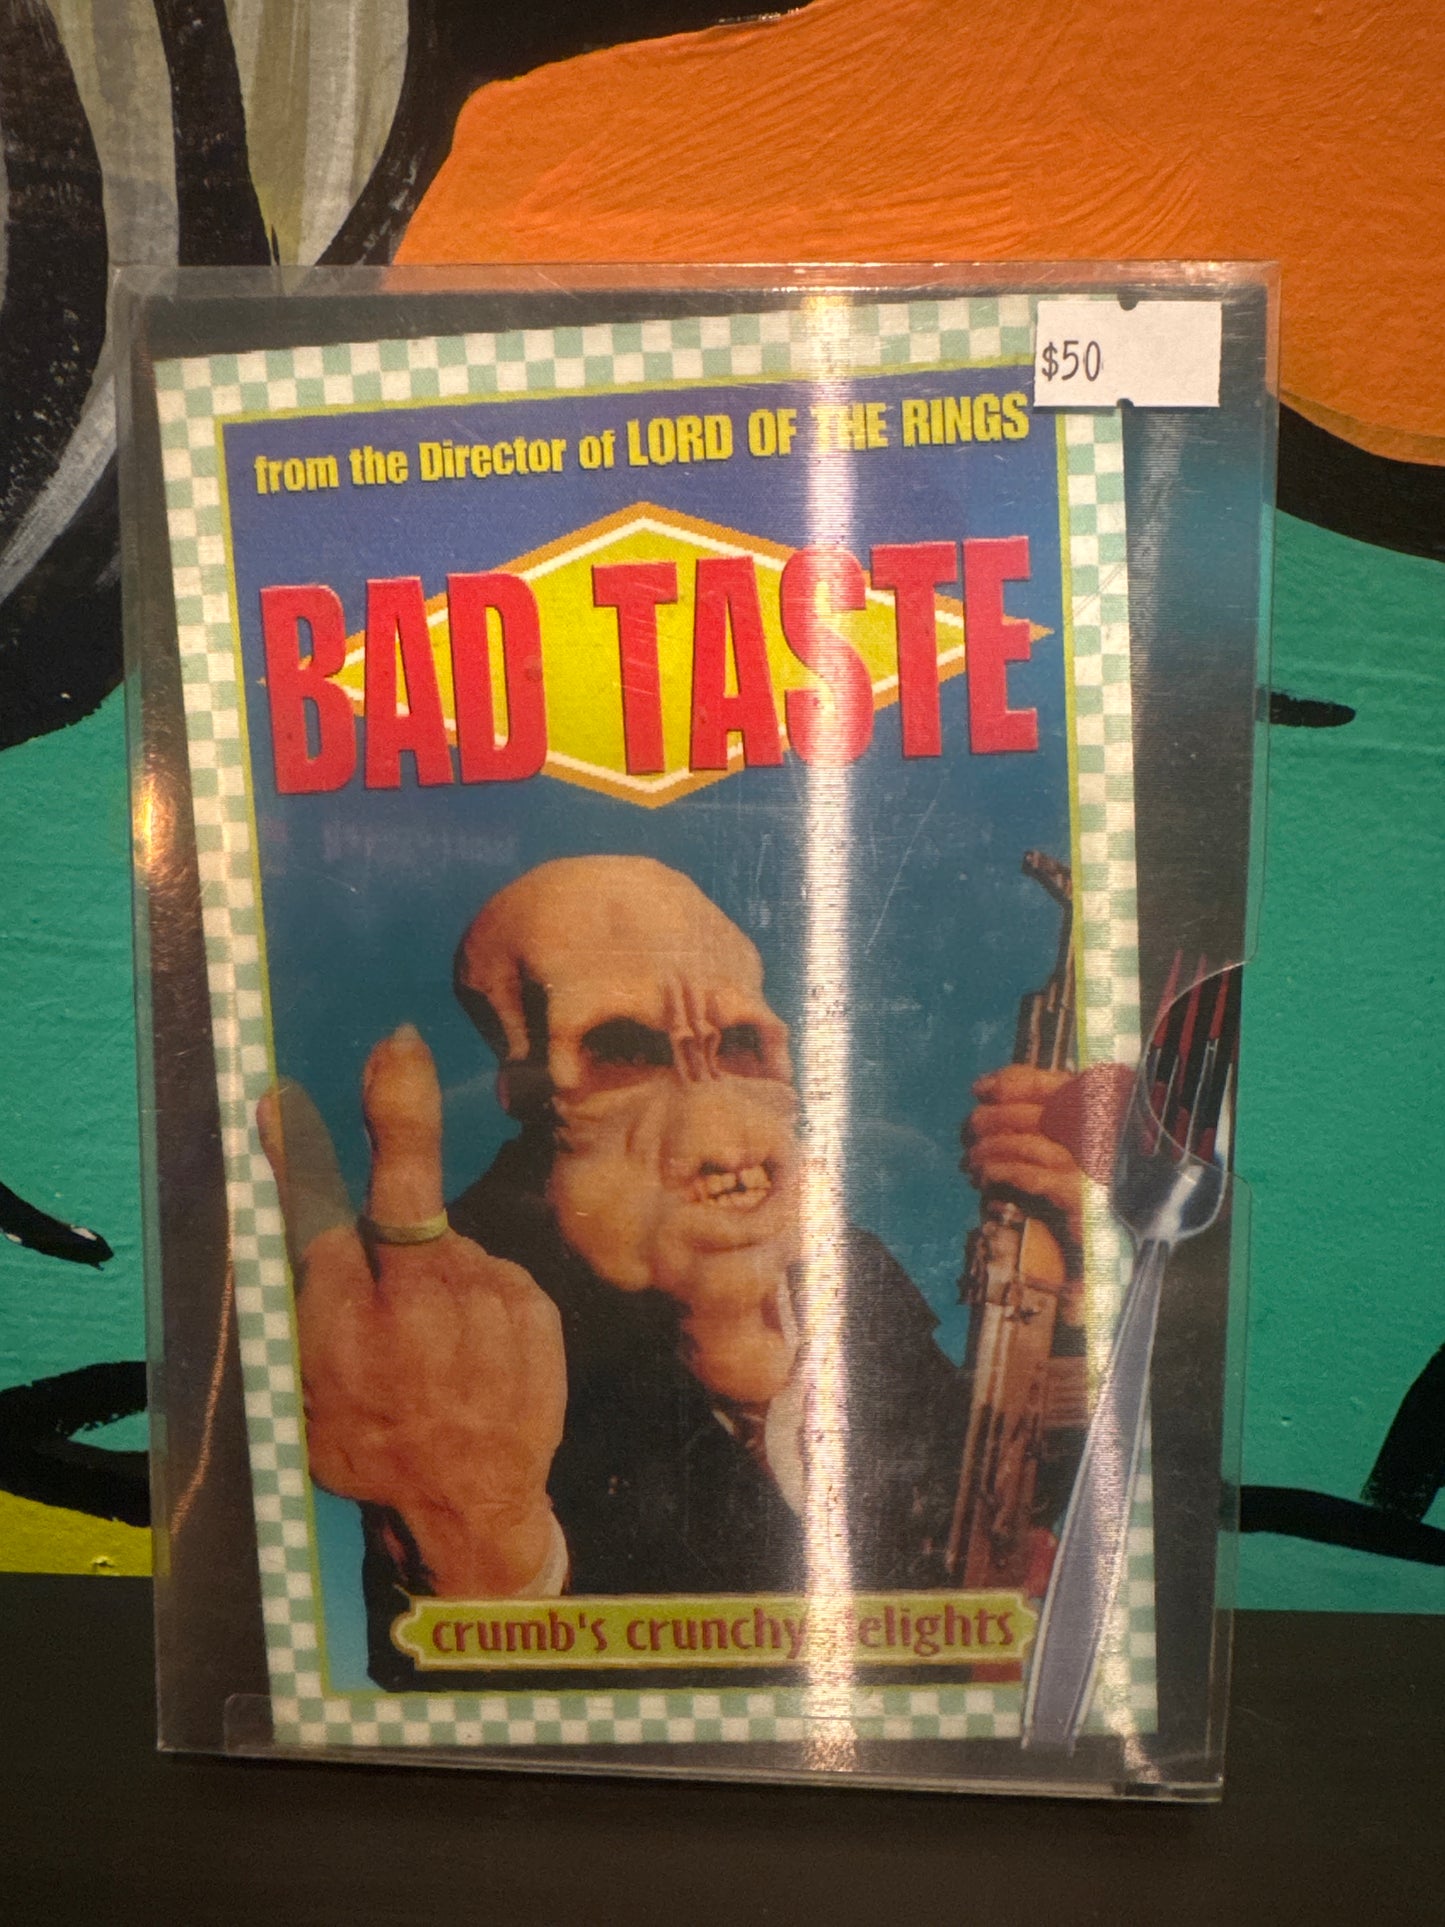 $50
from the Director of LORD OF THE RINGS
BAD TASTE
crumb's crunchy delights